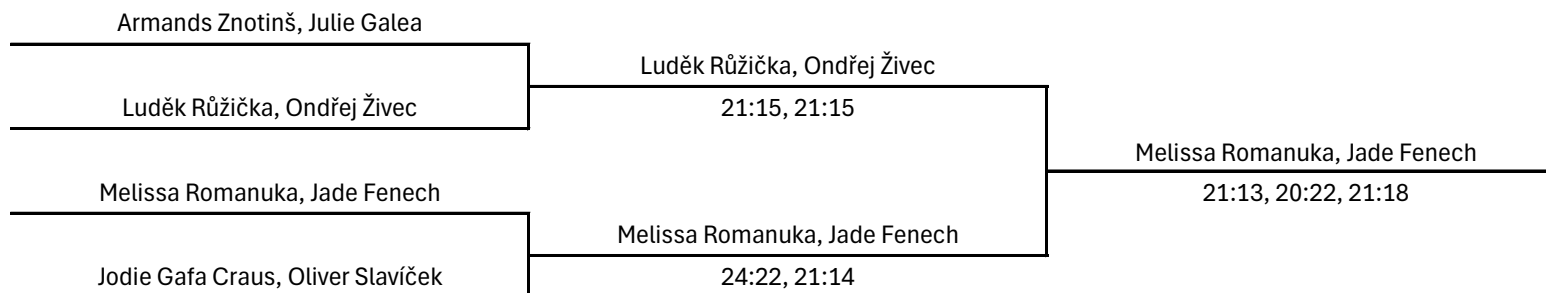 Armands Znotinš, Julie Galea
Luděk Růžička, Ondřej Živec
Luděk Růžička, Ondřej Živec
21:15, 21:15
Melissa Romanuka, Jade Fenech
Melissa Romanuka, Jade Fenech
21:13, 20:22, 21:18
Melissa Romanuka, Jade Fenech
Jodie Gafa Craus, Oliver Slavíček
24:22, 21:14